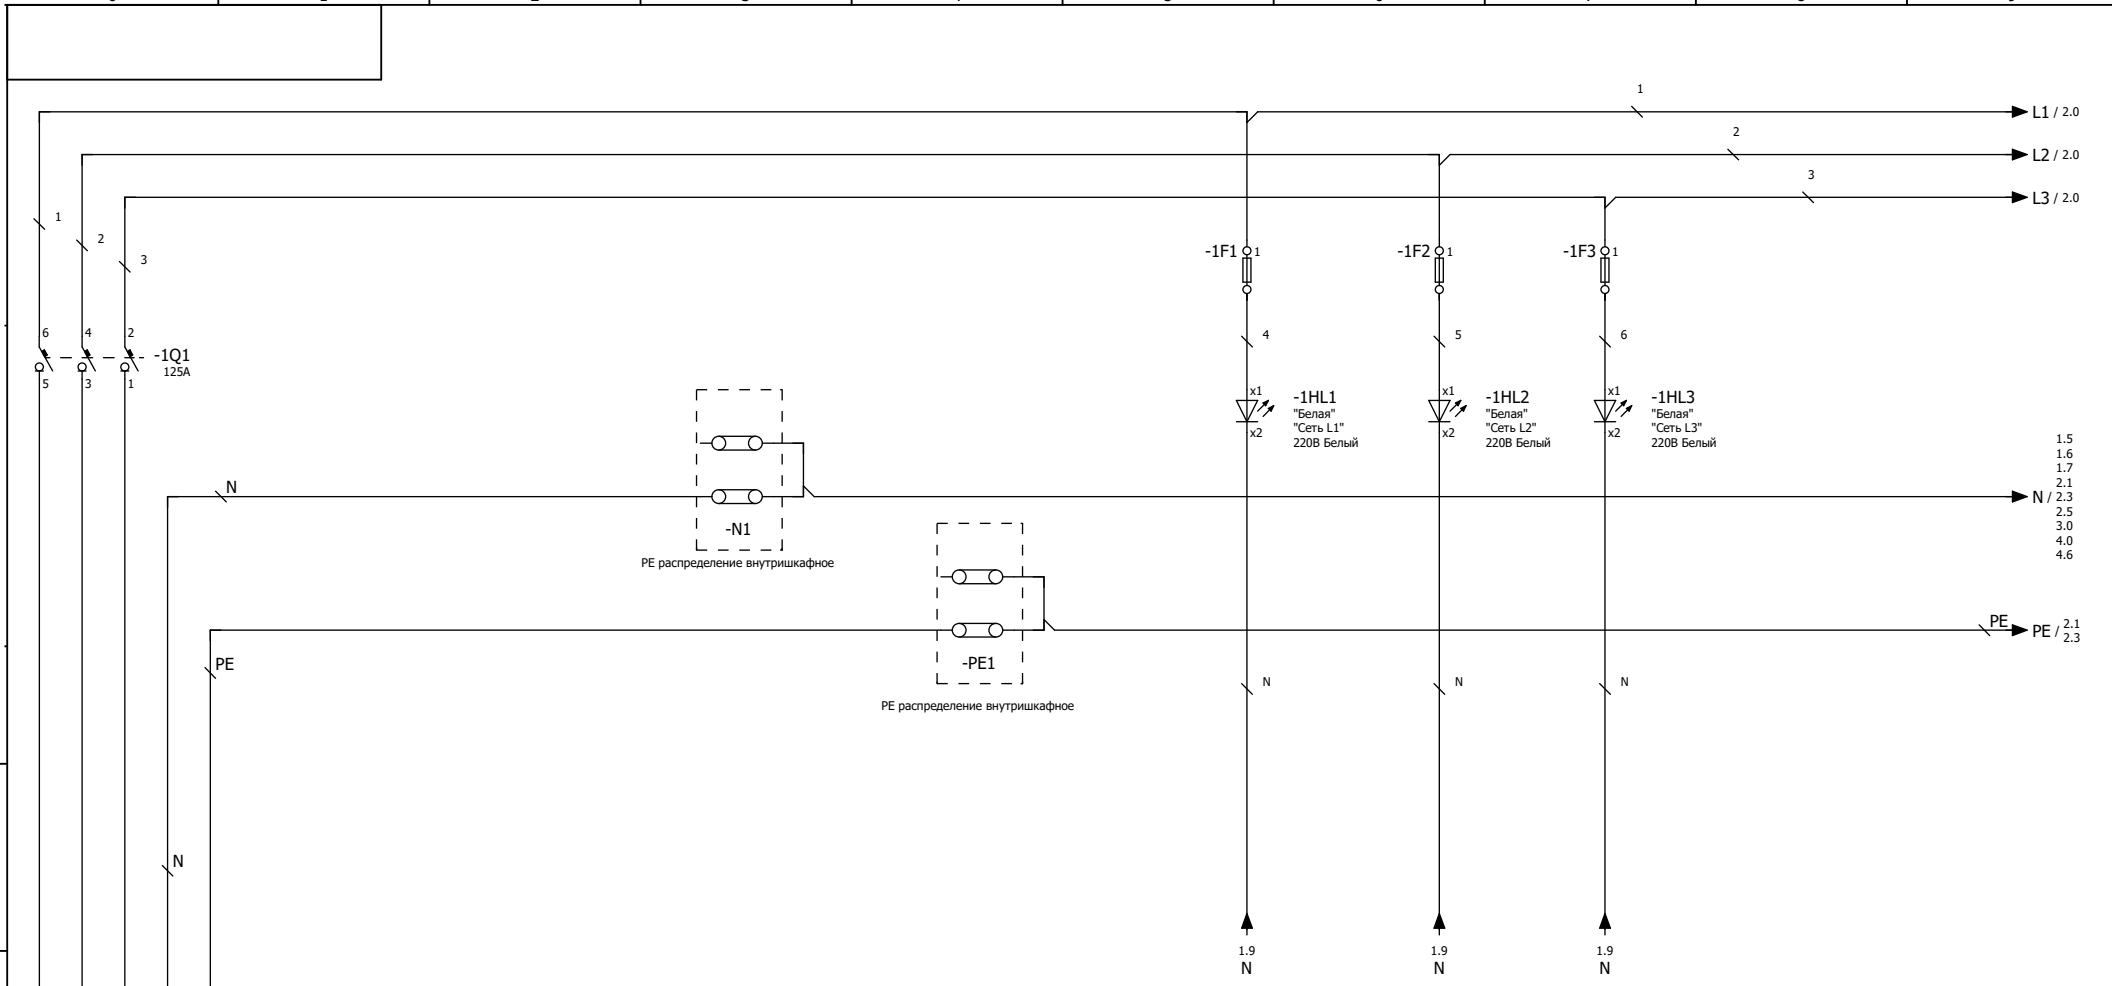 1
L1 / 2.0
2
L2 / 2.0
3
L3 / 2.0
1
2
3
-1F1 1
-1F2 1
-1F3 1
6 4 2
-1Q1
125A
5 3 1
4
5
6
x1
-1HL1
"Белая"
"Сеть L1"
220В Белый
x2
x1
-1HL2
"Белая"
"Сеть L2"
220В Белый
x2
x1
-1HL3
"Белая"
"Сеть L3"
220В Белый
x2
1.5
1.6
1.7
2.1
N / 2.3
2.5
3.0
4.0
4.6
N
-N1
PE распределение внутришкафное
PE
PE / 2.1
2.3
PE
-PE1
PE распределение внутришкафное
N
N
N
N
1.9
N
1.9
N
1.9
N